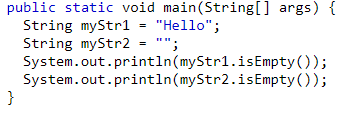 public static void main(String[] args) {
  String myStr1 = "Hello";
  String myStr2 = "";
  System.out.println(myStr1.isEmpty());
  System.out.println(myStr2.isEmpty());
}